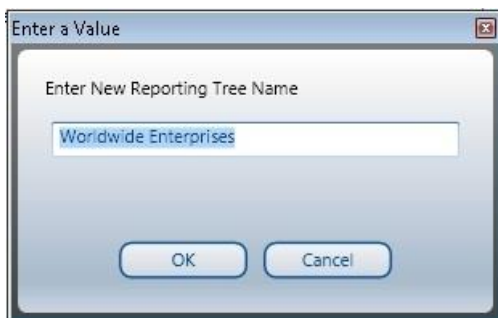 Enter a Value
Enter New Reporting Tree Name
Worldwide Enterprises
OK Cancel